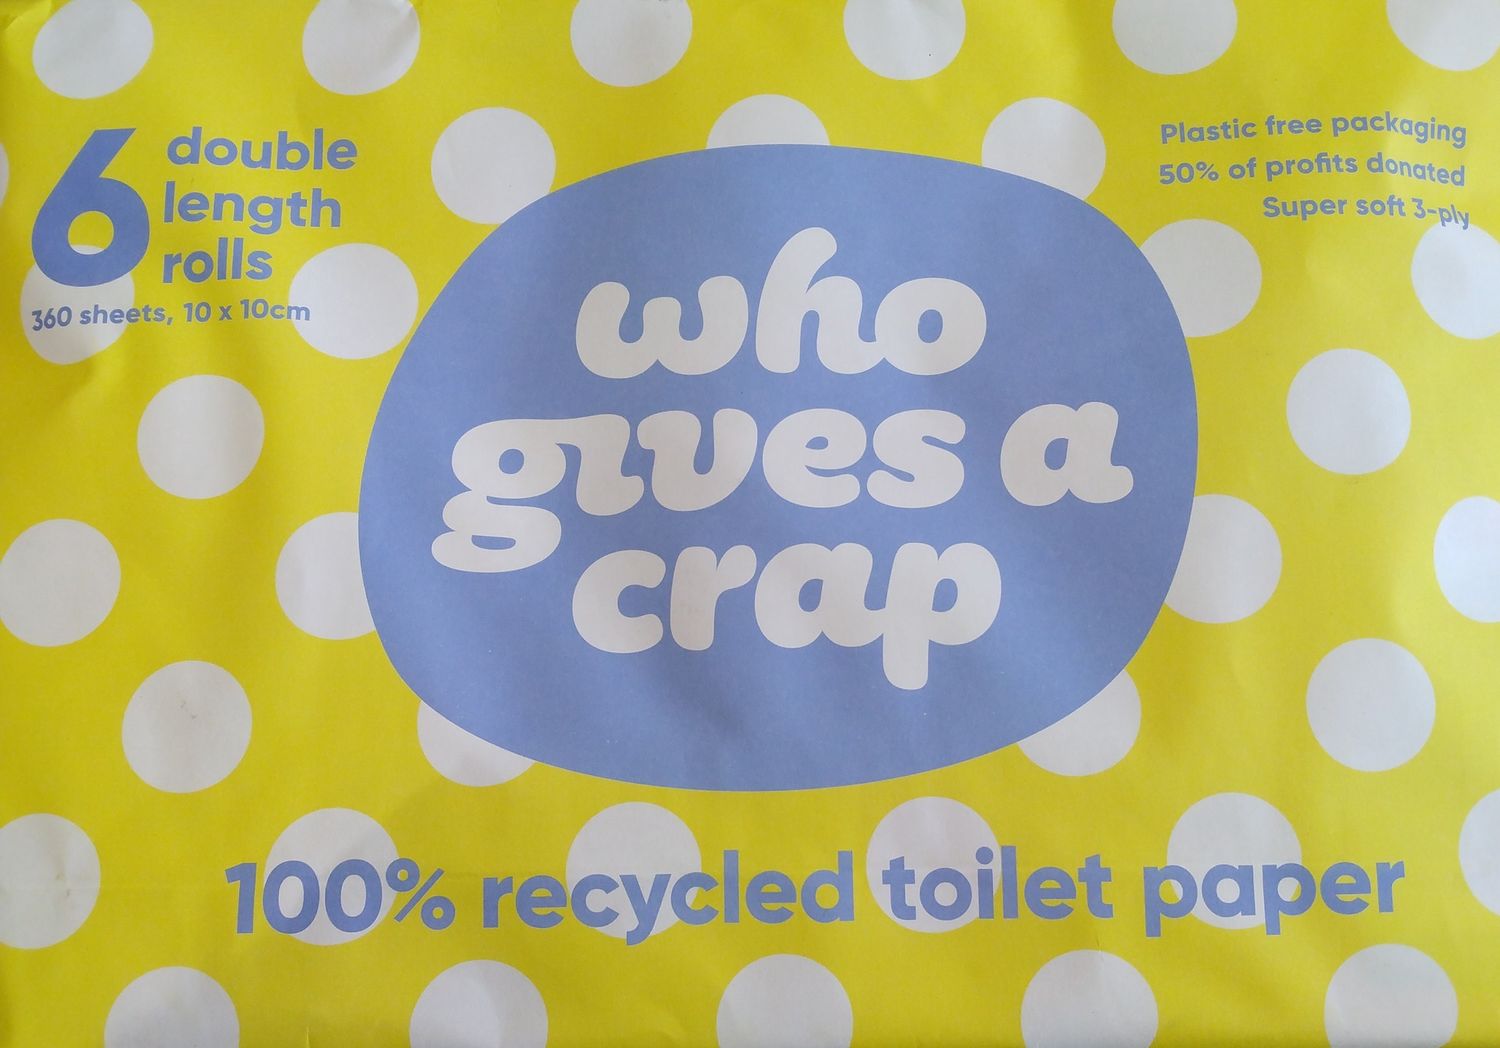 6 double
length
rolls
360 sheets, 10 x 10cm
Plastic free packaging
50% of profits donated
Super soft 3-ply
who
gives a
crap
100% recycled toilet paper